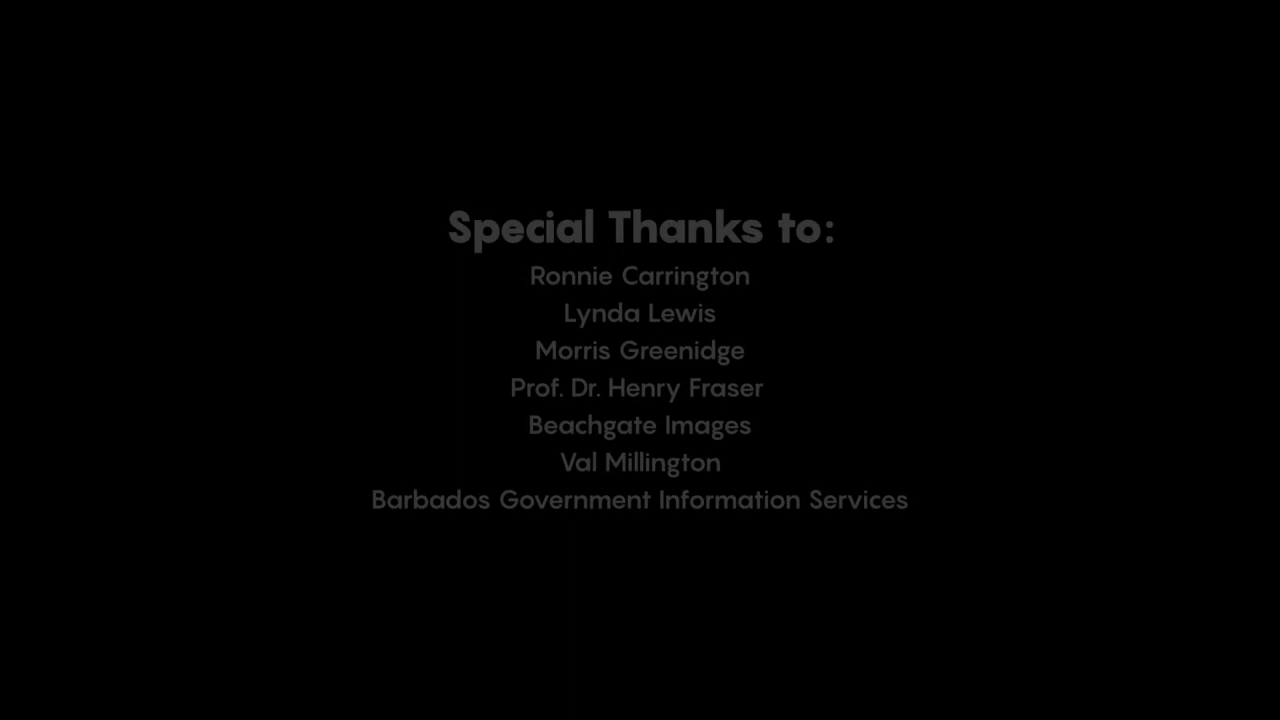 Special Thanks to:
Ronnie Carrington
Lynda Lewis
Morris Greenidge
Prof. Dr. Henry Fraser
Beachgate Images
Val Millington
Barbados Government Information Services